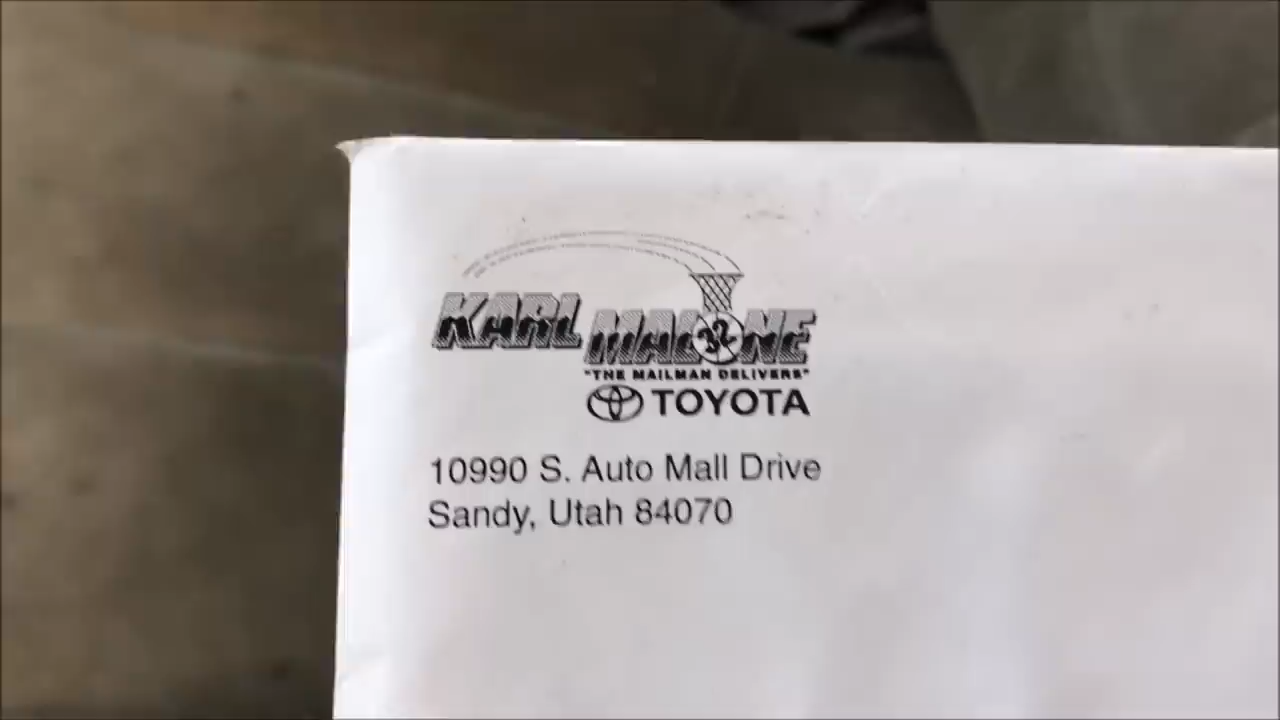 KARL MALONE
32
"THE MAILMAN DELIVERS"
TOYOTA
10990 S. Auto Mall Drive
Sandy, Utah 84070